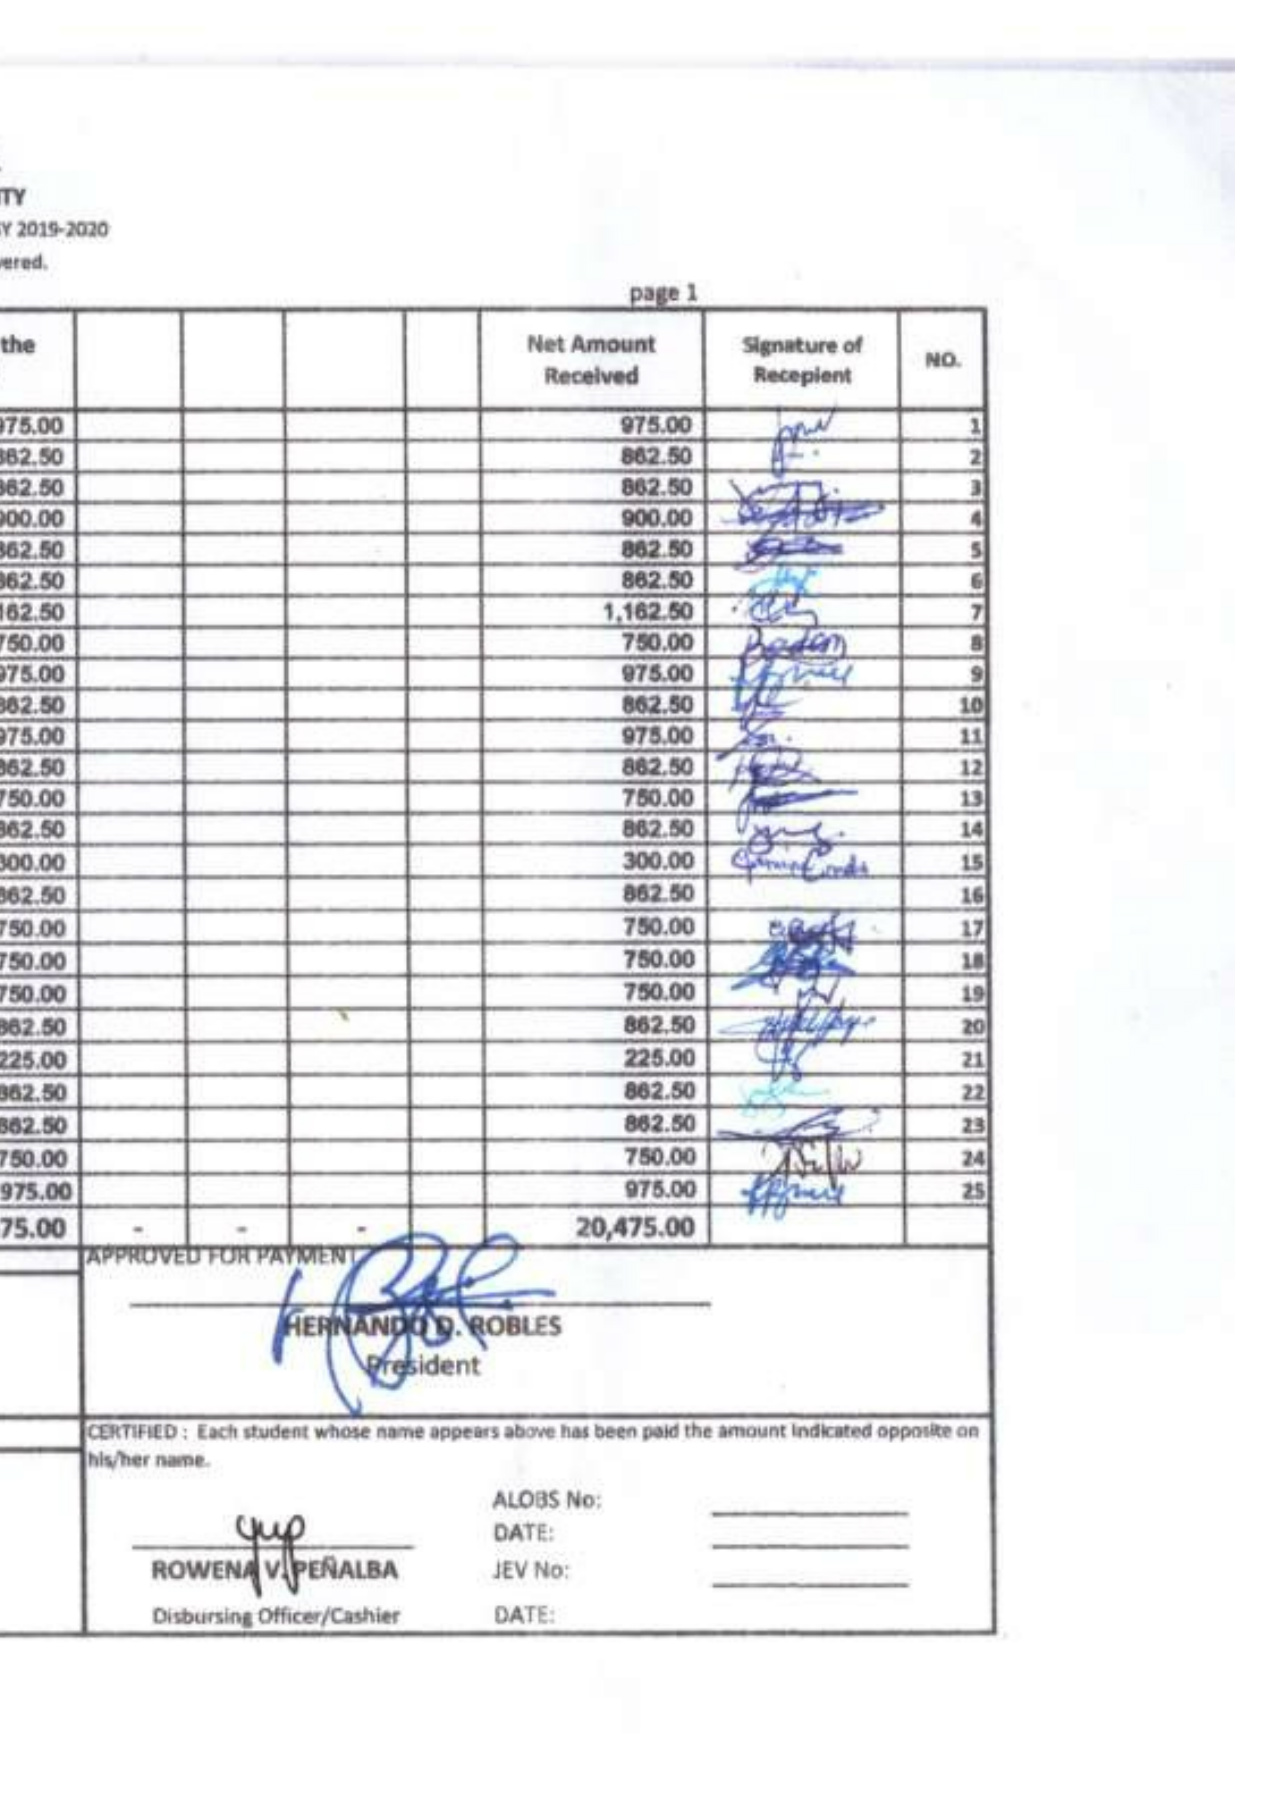 ITY
SY 2019-2020
vered.
page 1
the Net Amount Received Signature of Recepient NO.
975.00 975.00 1
862.50 862.50 2
862.50 862.50 3
900.00 900.00 4
862.50 862.50 5
862.50 862.50 6
162.50 1,162.50 7
750.00 750.00 8
975.00 975.00 9
862.50 862.50 10
975.00 975.00 11
862.50 862.50 12
750.00 750.00 13
862.50 862.50 14
300.00 300.00 15
862.50 862.50 16
750.00 750.00 17
750.00 750.00 18
750.00 750.00 19
862.50 862.50 20
225.00 225.00 21
862.50 862.50 22
862.50 862.50 23
750.00 750.00 24
975.00 975.00 25
75.00 - - - 20,475.00
APPROVED FOR PAYMENT
HERNANDO D. ROBLES
President
CERTIFIED : Each student whose name appears above has been paid the amount indicated opposite on
his/her name.
ALOBS No:
DATE:
ROWENA V. PEÑALBA JEV No:
Disbursing Officer/Cashier DATE: